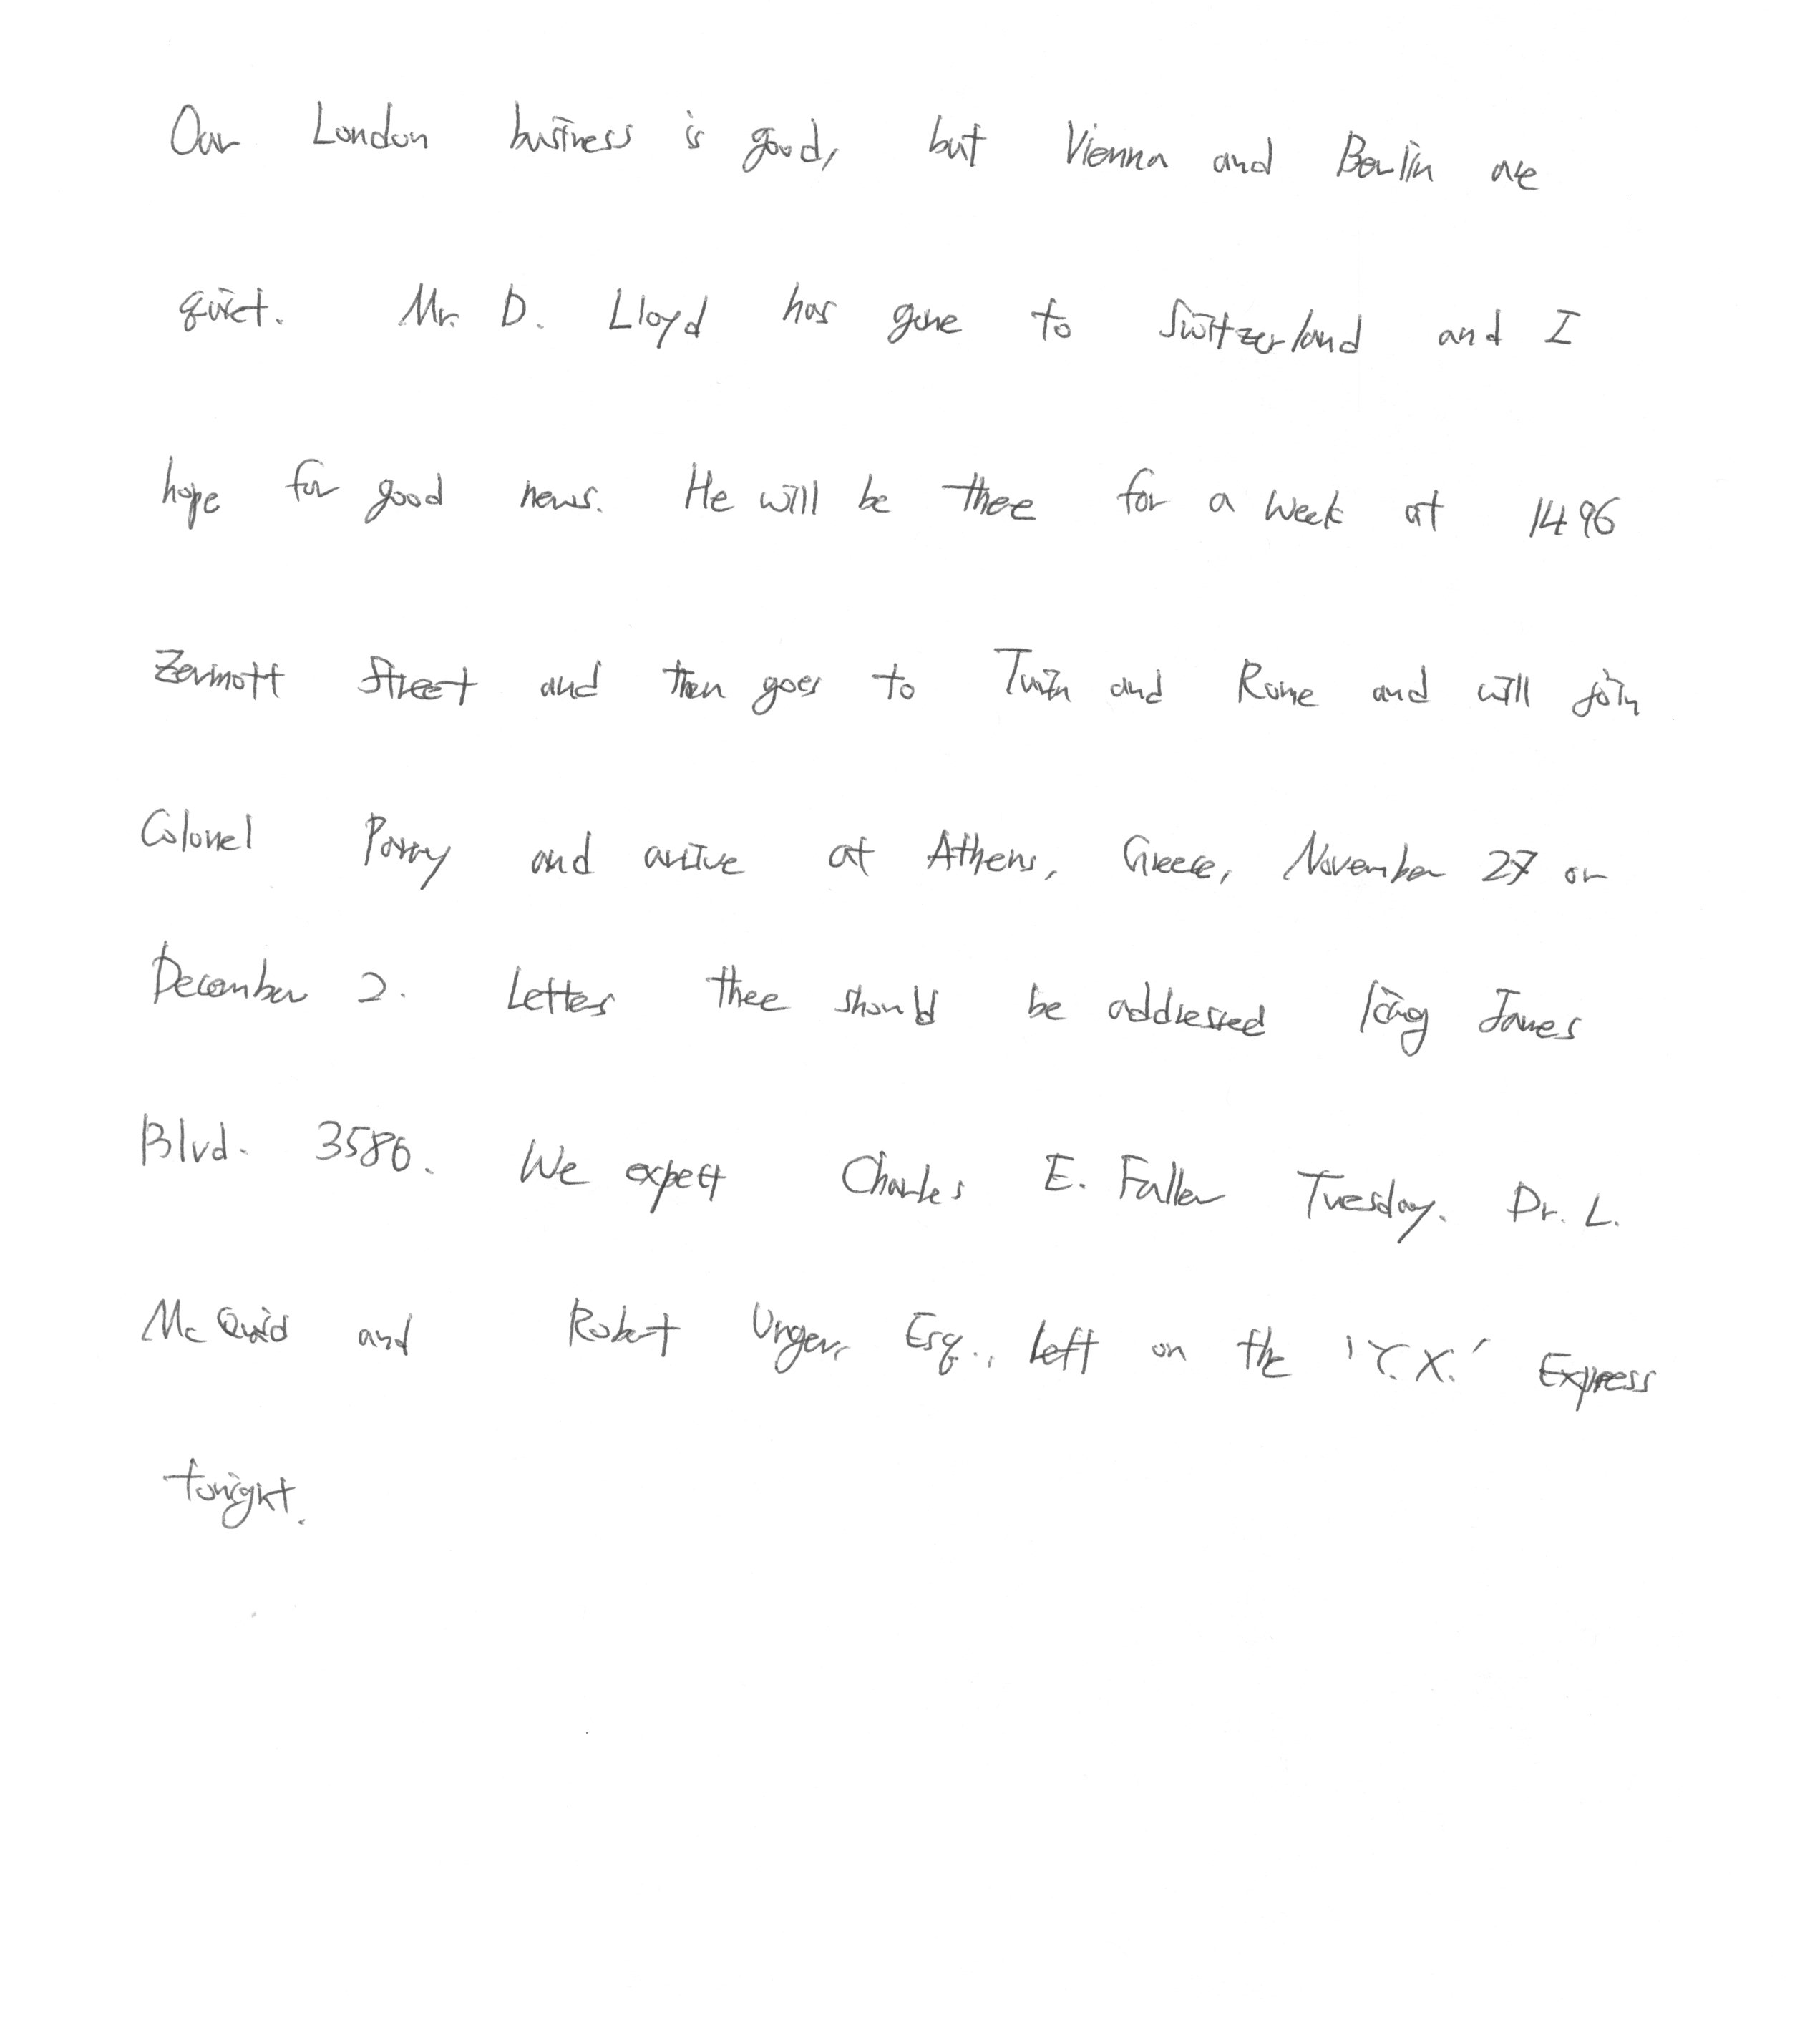 Our London business is good, but Vienna and Berlin are
quiet. Mr. D. Lloyd has gone to Switzerland and I
hope for good news. He will be there for a week at 1496
Zermott Street and then goes to Turin and Rome and will join
Colonel Parry and arrive at Athens, Greece, November 27 or
December 2. Letters there should be addressed King James
Blvd. 3580. We expect Charles E. Fuller Tuesday. Dr. L.
McQuaid and Robert Unger, Esq., left on the 'Y.X.' Express
tonight.